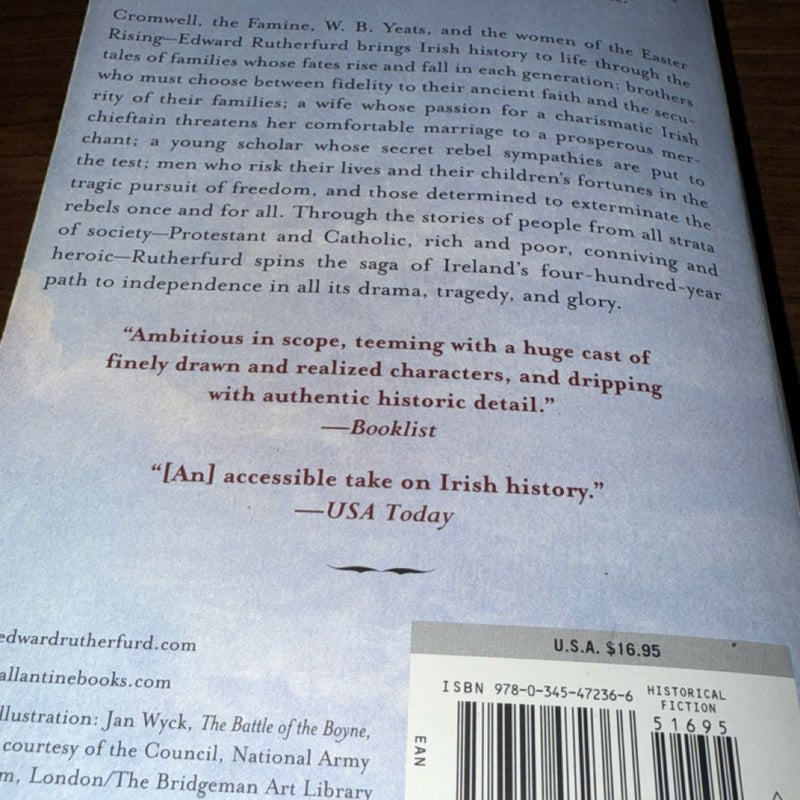 Cromwell, the Famine, W. B. Yeats, and the women of the Easter
Rising—Edward Rutherfurd brings Irish history to life through the
tales of families whose fates rise and fall in each generation: brothers
who must choose between fidelity to their ancient faith and the secu-
rity of their families; a wife whose passion for a charismatic Irish
chieftain threatens her comfortable marriage to a prosperous mer-
chant; a young scholar whose secret rebel sympathies are put to
the test; men who risk their lives and their children's fortunes in the
tragic pursuit of freedom, and those determined to exterminate the
rebels once and for all. Through the stories of people from all strata
of society—Protestant and Catholic, rich and poor, conniving and
heroic—Rutherfurd spins the saga of Ireland's four-hundred-year
path to independence in all its drama, tragedy, and glory.
“Ambitious in scope, teeming with a huge cast of
finely drawn and realized characters, and dripping
with authentic historic detail.”
—Booklist
“[An] accessible take on Irish history.”
—USA Today
edwardrutherfurd.com
allantinebooks.com
llustration: Jan Wyck, The Battle of the Boyne,
courtesy of the Council, National Army
m, London/The Bridgeman Art Library
U.S.A. $16.95
ISBN 978-0-345-47236-6
HISTORICAL
FICTION
51695
EAN